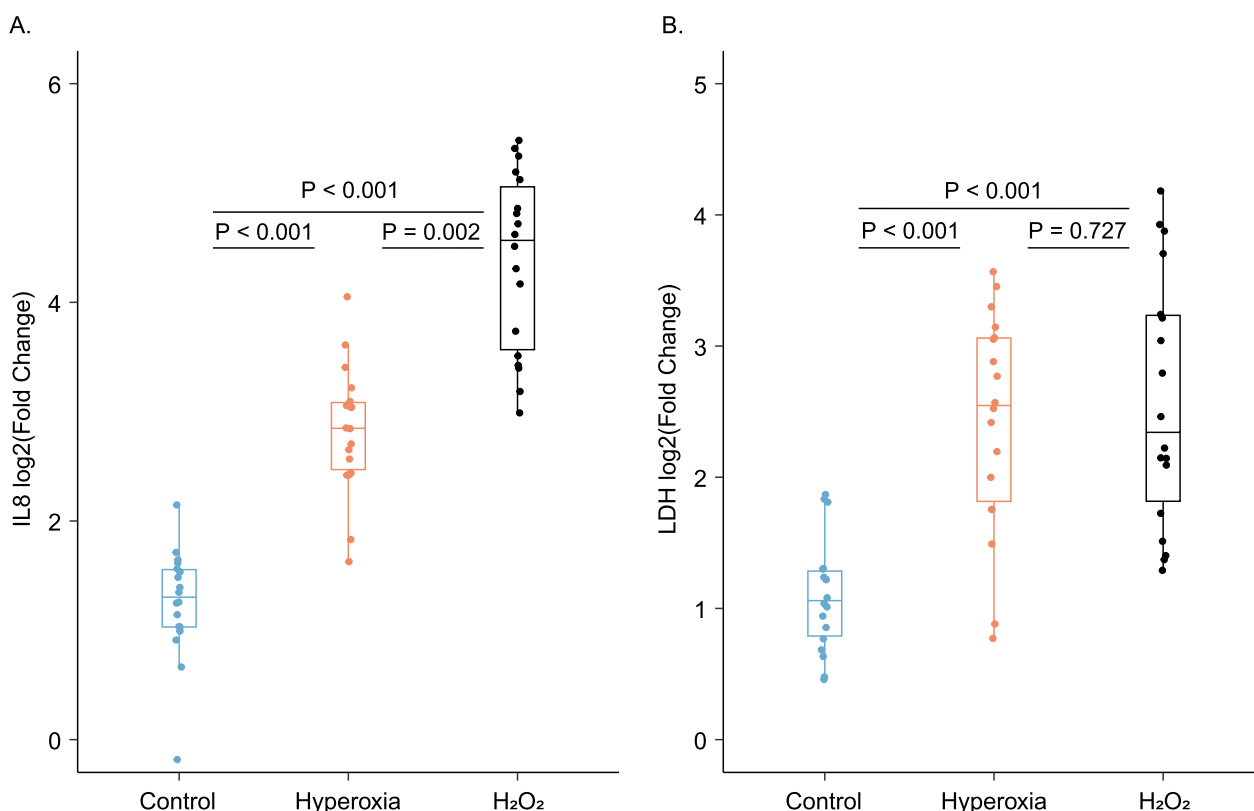 A.
IL8 log2(Fold Change)
6
4
2
0
P < 0.001
P < 0.001
P = 0.002
Control
Hyperoxia
H₂O₂
B.
LDH log2(Fold Change)
5
4
3
2
1
0
P < 0.001
P < 0.001
P = 0.727
Control
Hyperoxia
H₂O₂